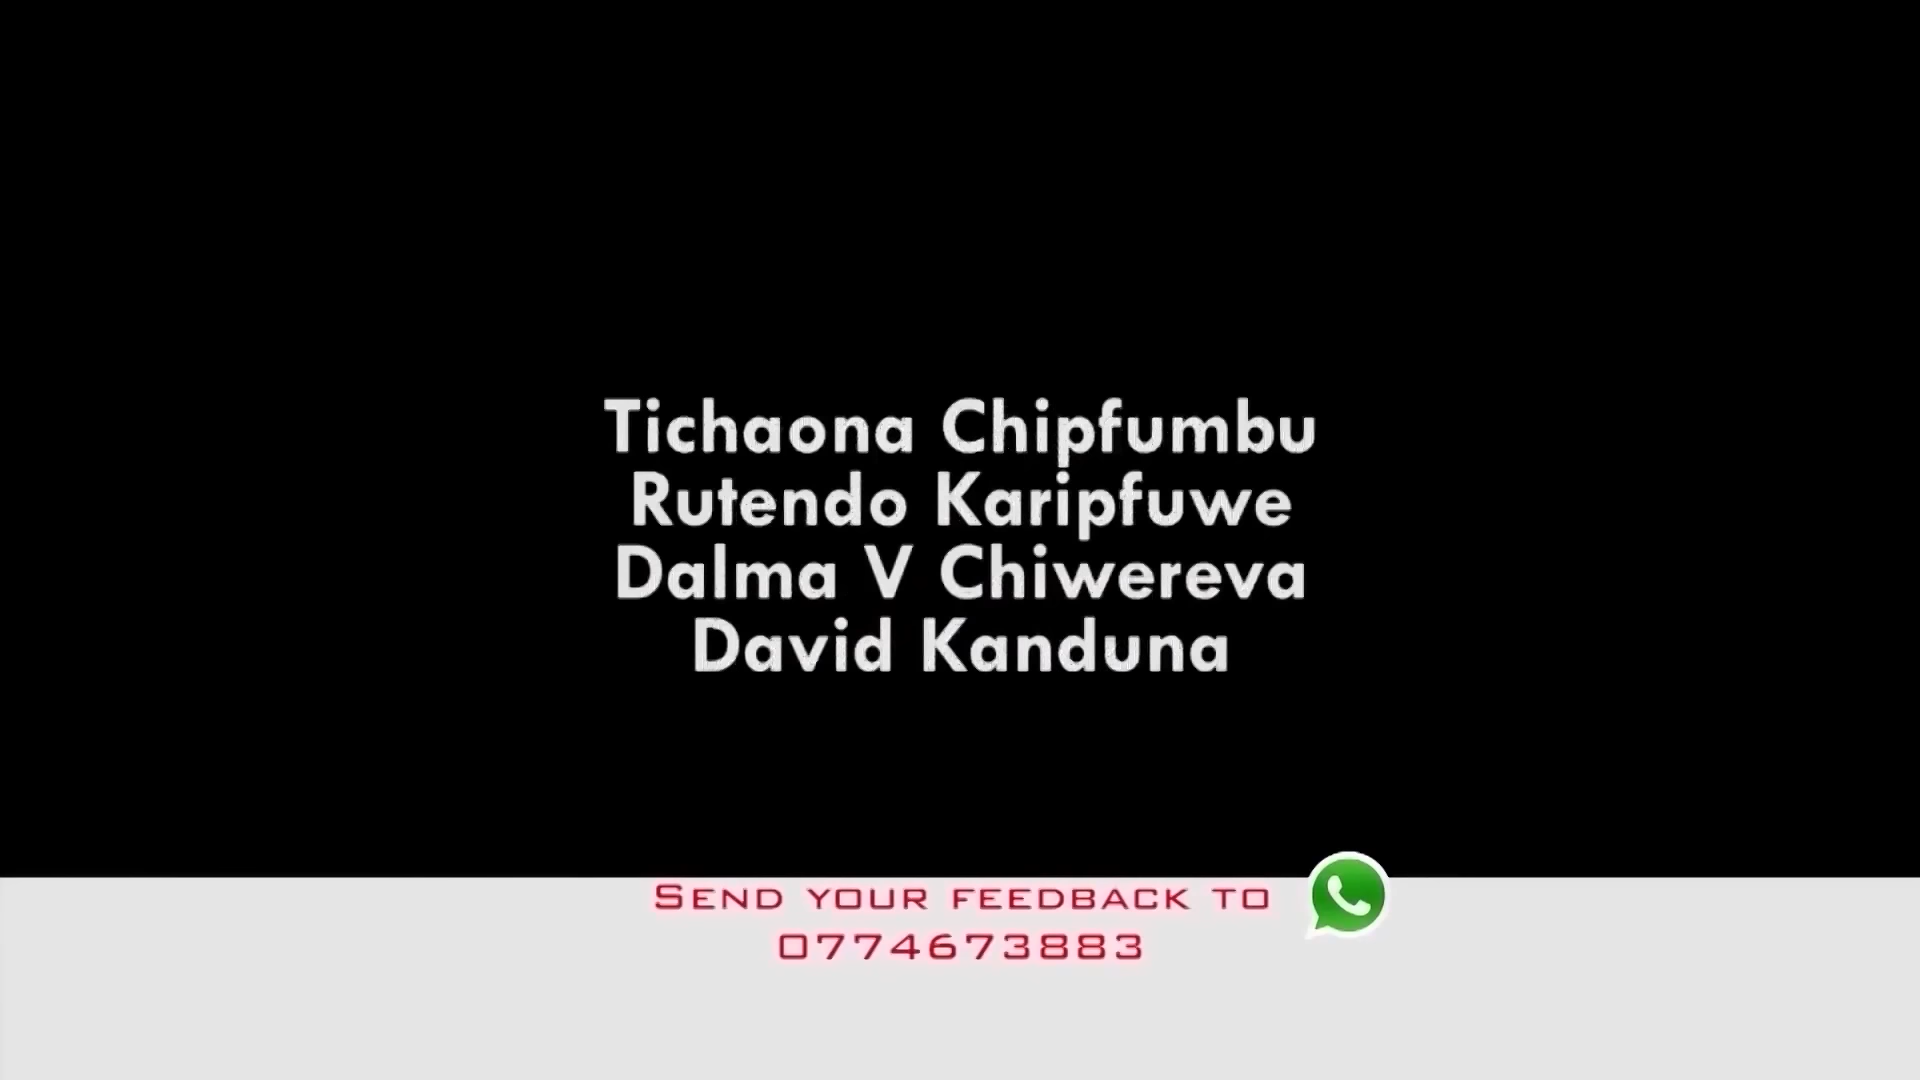 Tichaona Chipfumbu
Rutendo Karipfuwe
Dalma V Chiwereva
David Kanduna
Send your feedback to
0774673883